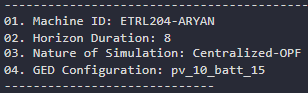 ----------------------------------------------
01. Machine ID: ETRL204-ARYAN
02. Horizon Duration: 8
03. Nature of Simulation: Centralized-OPF
04. GED Configuration: pv_10_batt_15
-------------------------------